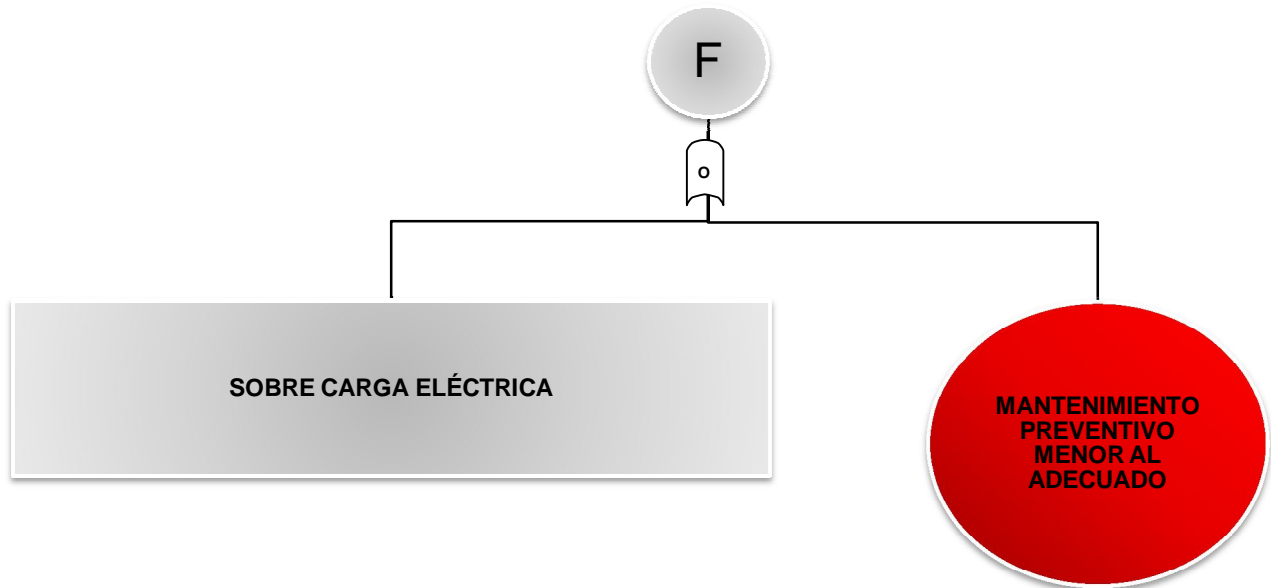 F
O
SOBRE CARGA ELÉCTRICA
MANTENIMIENTO
PREVENTIVO
MENOR AL
ADECUADO